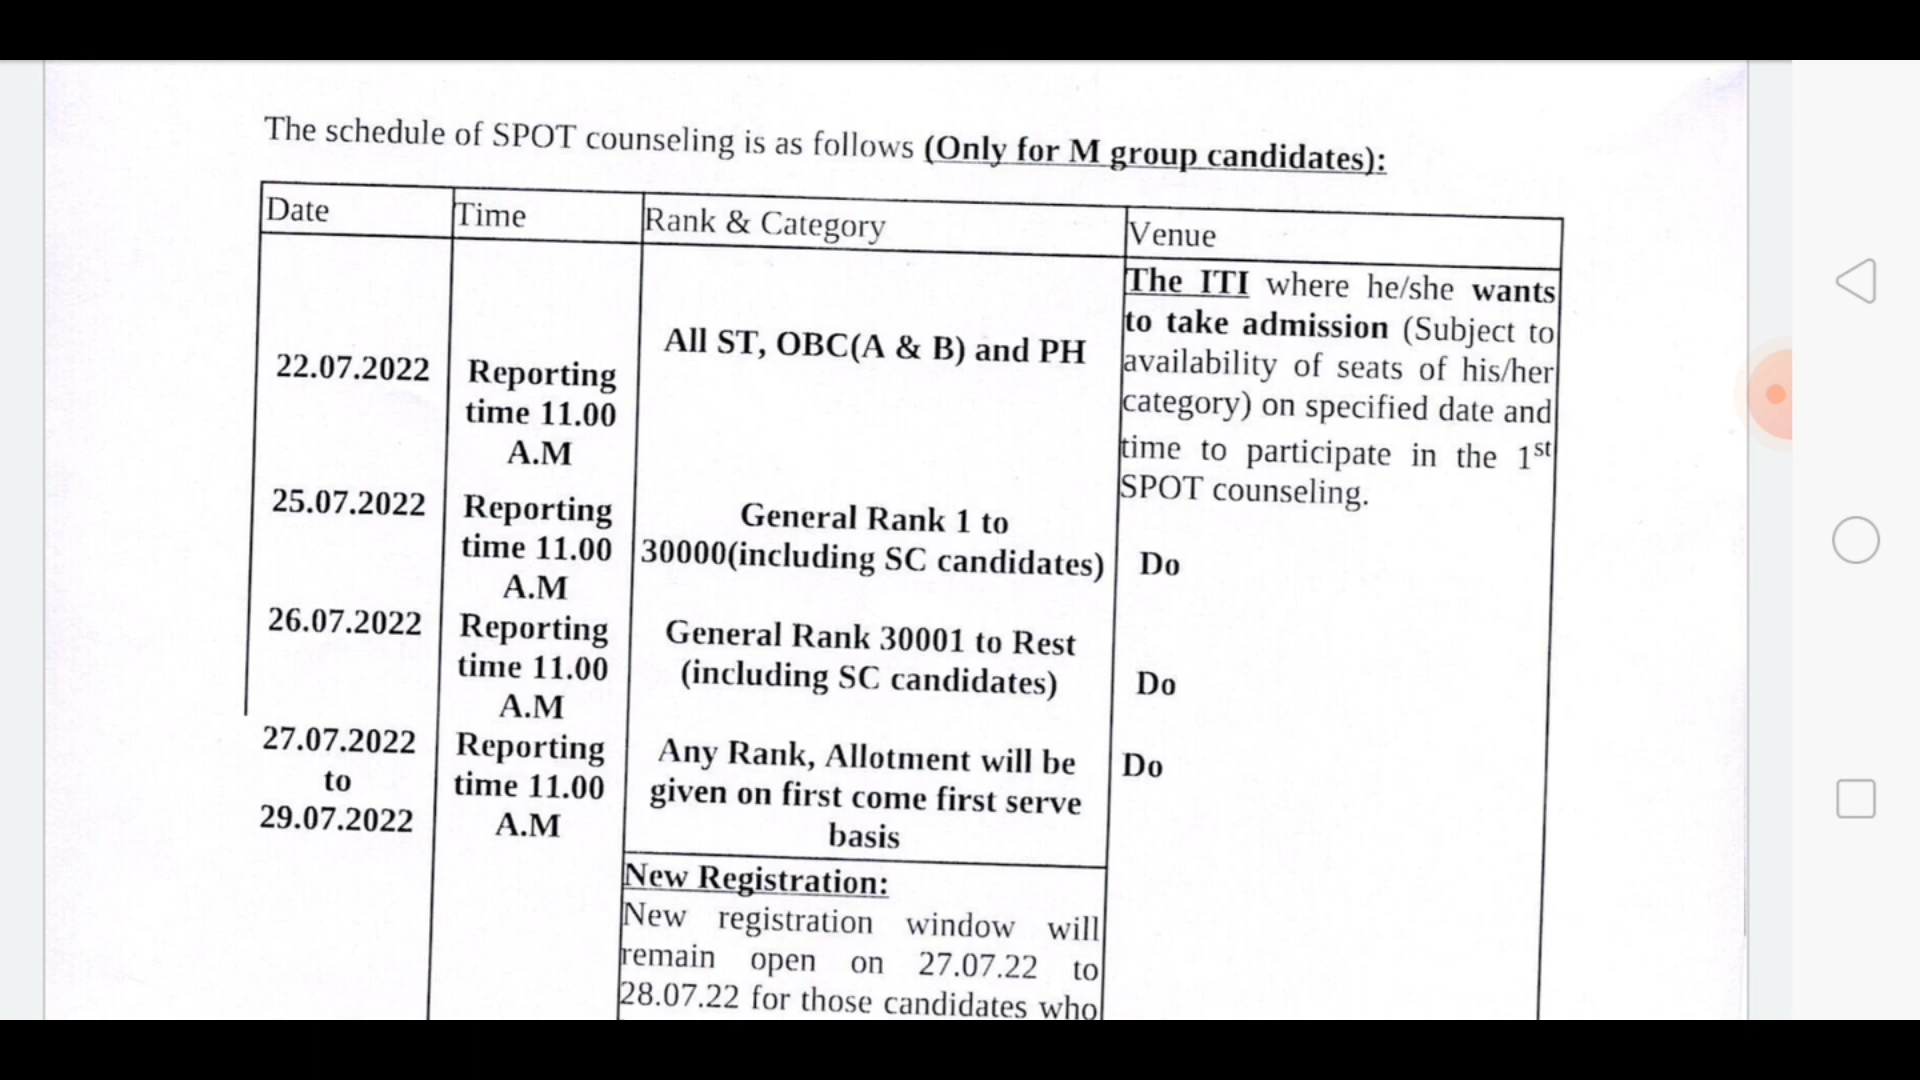 The schedule of SPOT counseling is as follows (Only for M group candidates):
Date
Time
Rank & Category
Venue
22.07.2022
Reporting
time 11.00
A.M
All ST, OBC(A & B) and PH
The ITI where he/she wants
to take admission (Subject to
availability of seats of his/her
category) on specified date and
time to participate in the 1st
SPOT counseling.
25.07.2022
Reporting
time 11.00
A.M
General Rank 1 to
30000(including SC candidates)
Do
26.07.2022
Reporting
time 11.00
A.M
General Rank 30001 to Rest
(including SC candidates)
Do
27.07.2022
to
29.07.2022
Reporting
time 11.00
A.M
Any Rank, Allotment will be
given on first come first serve
basis
Do
New Registration:
New registration window will
remain open on 27.07.22 to
28.07.22 for those candidates who